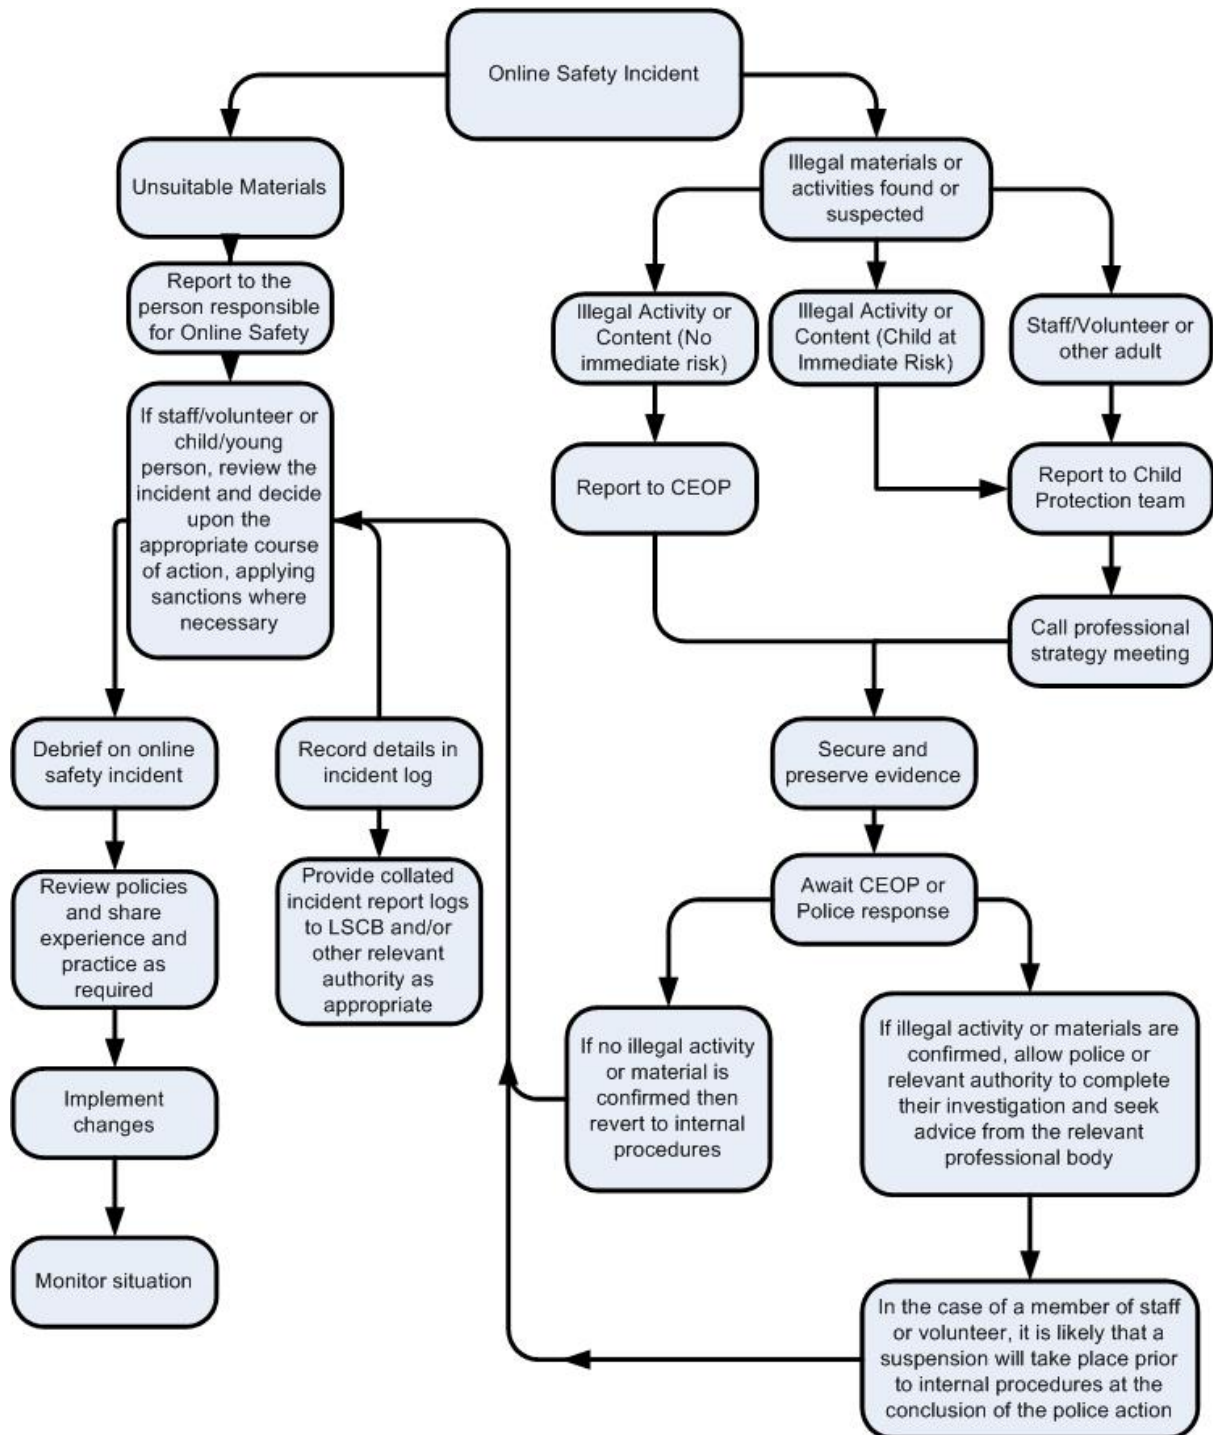 Online Safety Incident
Unsuitable Materials
Illegal materials or
activities found or
suspected
Report to the
person responsible
for Online Safety
Illegal Activity or
Content (No
immediate risk)
Illegal Activity or
Content (Child at
Immediate Risk)
Staff/Volunteer or
other adult
If staff/volunteer or
child/young
person, review the
incident and decide
upon the
appropriate course
of action, applying
sanctions where
necessary
Report to CEOP
Report to Child
Protection team
Call professional
strategy meeting
Debrief on online
safety incident
Record details in
incident log
Secure and
preserve evidence
Review policies
and share
experience and
practice as
required
Provide collated
incident report logs
to LSCB and/or
other relevant
authority as
appropriate
Await CEOP or
Police response
If no illegal activity
or material is
confirmed then
revert to internal
procedures
If illegal activity or materials are
confirmed, allow police or
relevant authority to complete
their investigation and seek
advice from the relevant
professional body
Implement
changes
Monitor situation
In the case of a member of staff
or volunteer, it is likely that a
suspension will take place prior
to internal procedures at the
conclusion of the police action